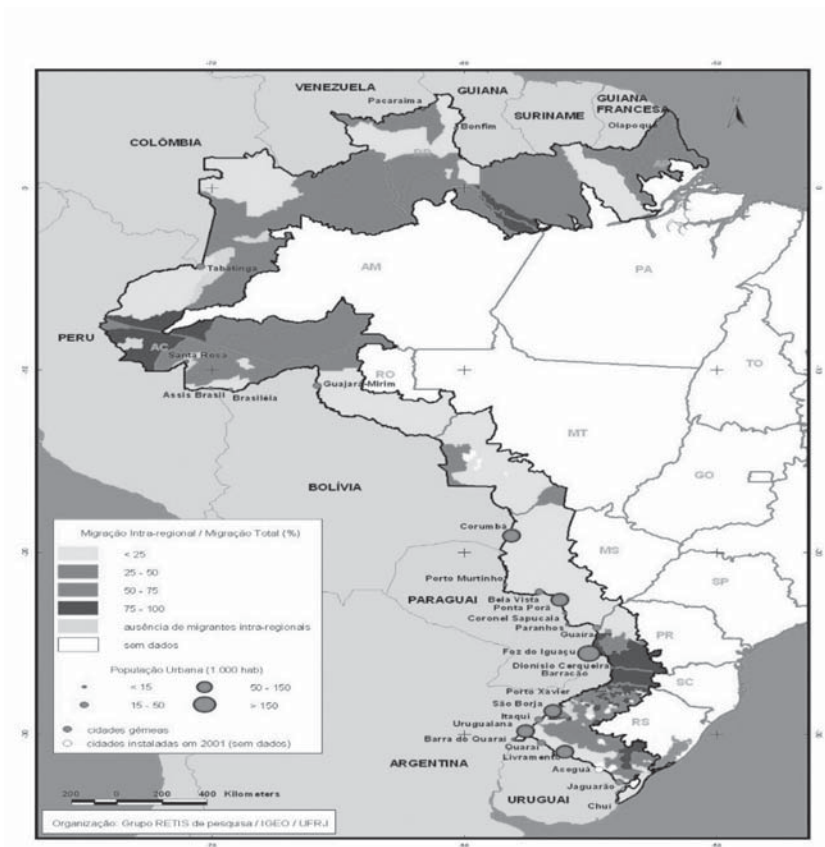 VENEZUELA
Pacaraima
GUIANA
Bonfim
SURINAME
GUIANA
FRANCESA
Oiapoque
COLÔMBIA
Tabatinga
AM
PA
PERU
AC
Santa Rosa
Assis Brasil
Brasiléia
RO
Guajará-Mirim
TO
MT
GO
BOLÍVIA
Corumbá
MS
SP
Porto Murtinho
PARAGUAI
Bela Vista
Ponta Porã
Coronel Sapucaia
Paranhos
Guaíra
PR
Foz do Iguaçu
Dionísio Cerqueira
Barracão
SC
Porto Xavier
São Borja
Itaqui
RS
Uruguaiana
Barra do Quarai
Quarai
Livramento
Aceguá
ARGENTINA
Jaguarão
URUGUAI
Chuí
Migração Intra-regional / Migração Total (%)
< 25
25 - 50
50 - 75
75 - 100
ausência de migrantes intra-regionais
sem dados
População Urbana (1.000 hab)
< 15
50 - 150
15 - 50
> 150
cidades gêmeas
cidades instaladas em 2001 (sem dados)
200 0 200 400 Kilometers
Organização: Grupo RETIS de pesquisa / IGEO / UFRJ